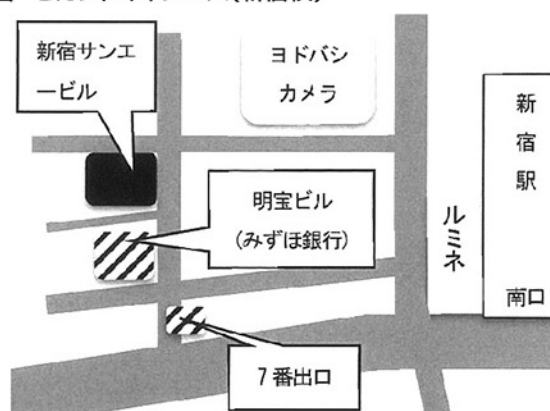 新宿サンエ
ービル
ヨドバシ
カメラ
新
宿
駅
明宝ビル
(みずほ銀行)
ルミネ
南口
7番出口